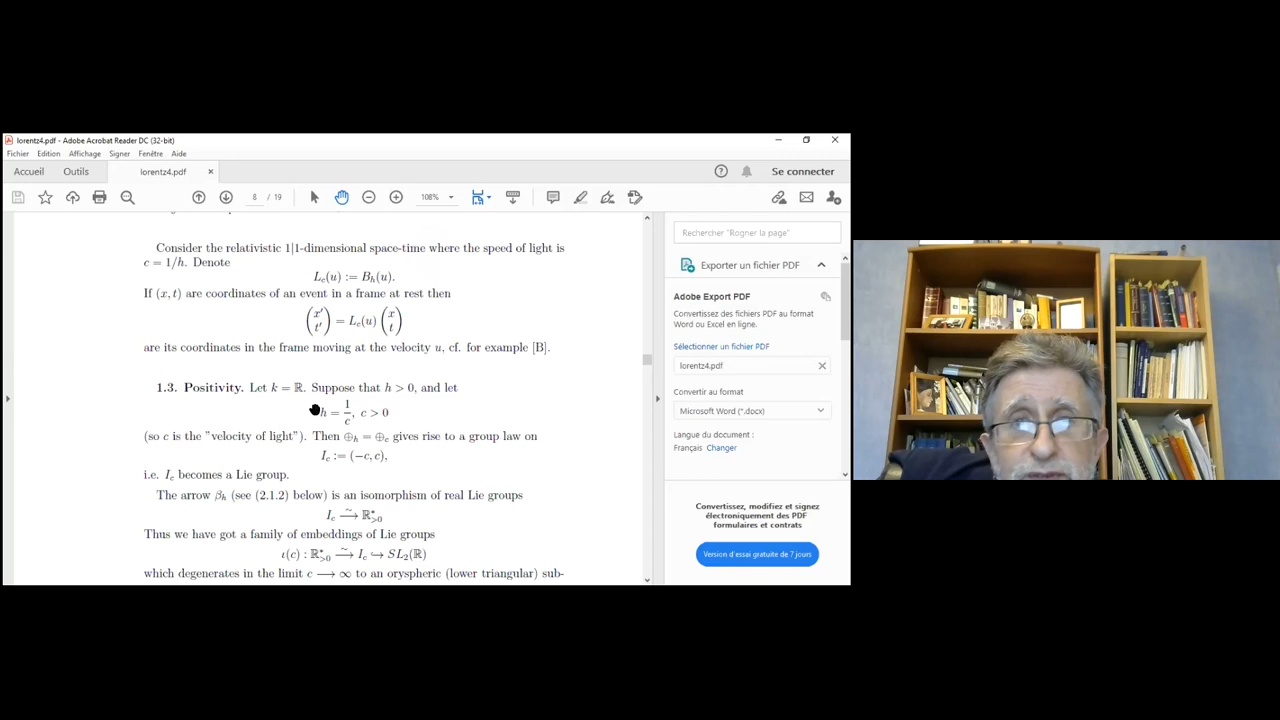 lorentz4.pdf - Adobe Acrobat Reader DC (32-bit)
Fichier Edition Affichage Signer Fenêtre Aide
Accueil Outils lorentz4.pdf × Se connecter
8 / 19 108%
Consider the relativistic 1|1-dimensional space-time where the speed of light is
c = 1/h. Denote
L_c(u) := B_h(u).
If (x, t) are coordinates of an event in a frame at rest then
(x′ t′) = L_c(u) (x t)
are its coordinates in the frame moving at the velocity u, cf. for example [B].
1.3. Positivity. Let k = ℝ. Suppose that h > 0, and let
h = 1/c, c > 0
(so c is the "velocity of light"). Then ⊕_h = ⊕_c gives rise to a group law on
I_c := (−c, c),
i.e. I_c becomes a Lie group.
The arrow β_h (see (2.1.2) below) is an isomorphism of real Lie groups
I_c ⥲ ℝ*_{>0}
Thus we have got a family of embeddings of Lie groups
ι(c) : ℝ*_{>0} ⥲ I_c ↪ SL_2(ℝ)
which degenerates in the limit c ⟶ ∞ to an oryspheric (lower triangular) sub-
Rechercher "Rogner la page"
Exporter un fichier PDF
Adobe Export PDF
Convertissez des fichiers PDF au format
Word ou Excel en ligne.
Sélectionner un fichier PDF
lorentz4.pdf
Convertir au format
Microsoft Word (*.docx)
Langue du document :
Français Changer
Convertissez, modifiez et signez
électroniquement des PDF
formulaires et contrats
Version d'essai gratuite de 7 jours